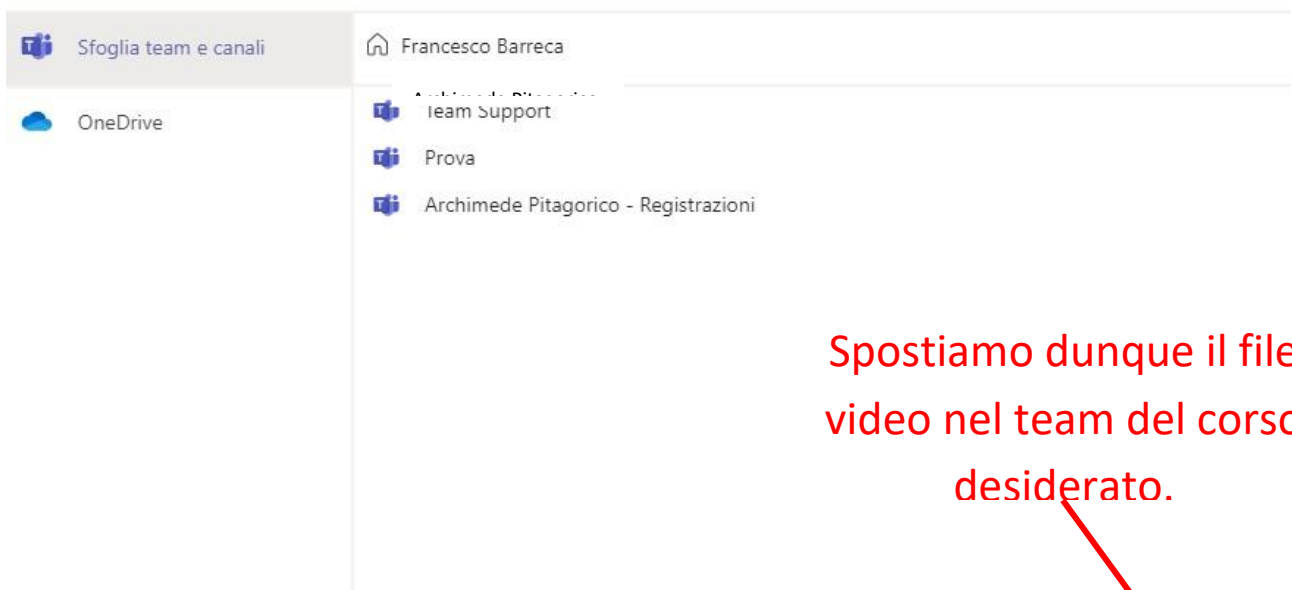 Sfoglia team e canali
Francesco Barreca
OneDrive
Team Support
Prova
Archimede Pitagorico - Registrazioni
Spostiamo dunque il file
video nel team del corso
desiderato.